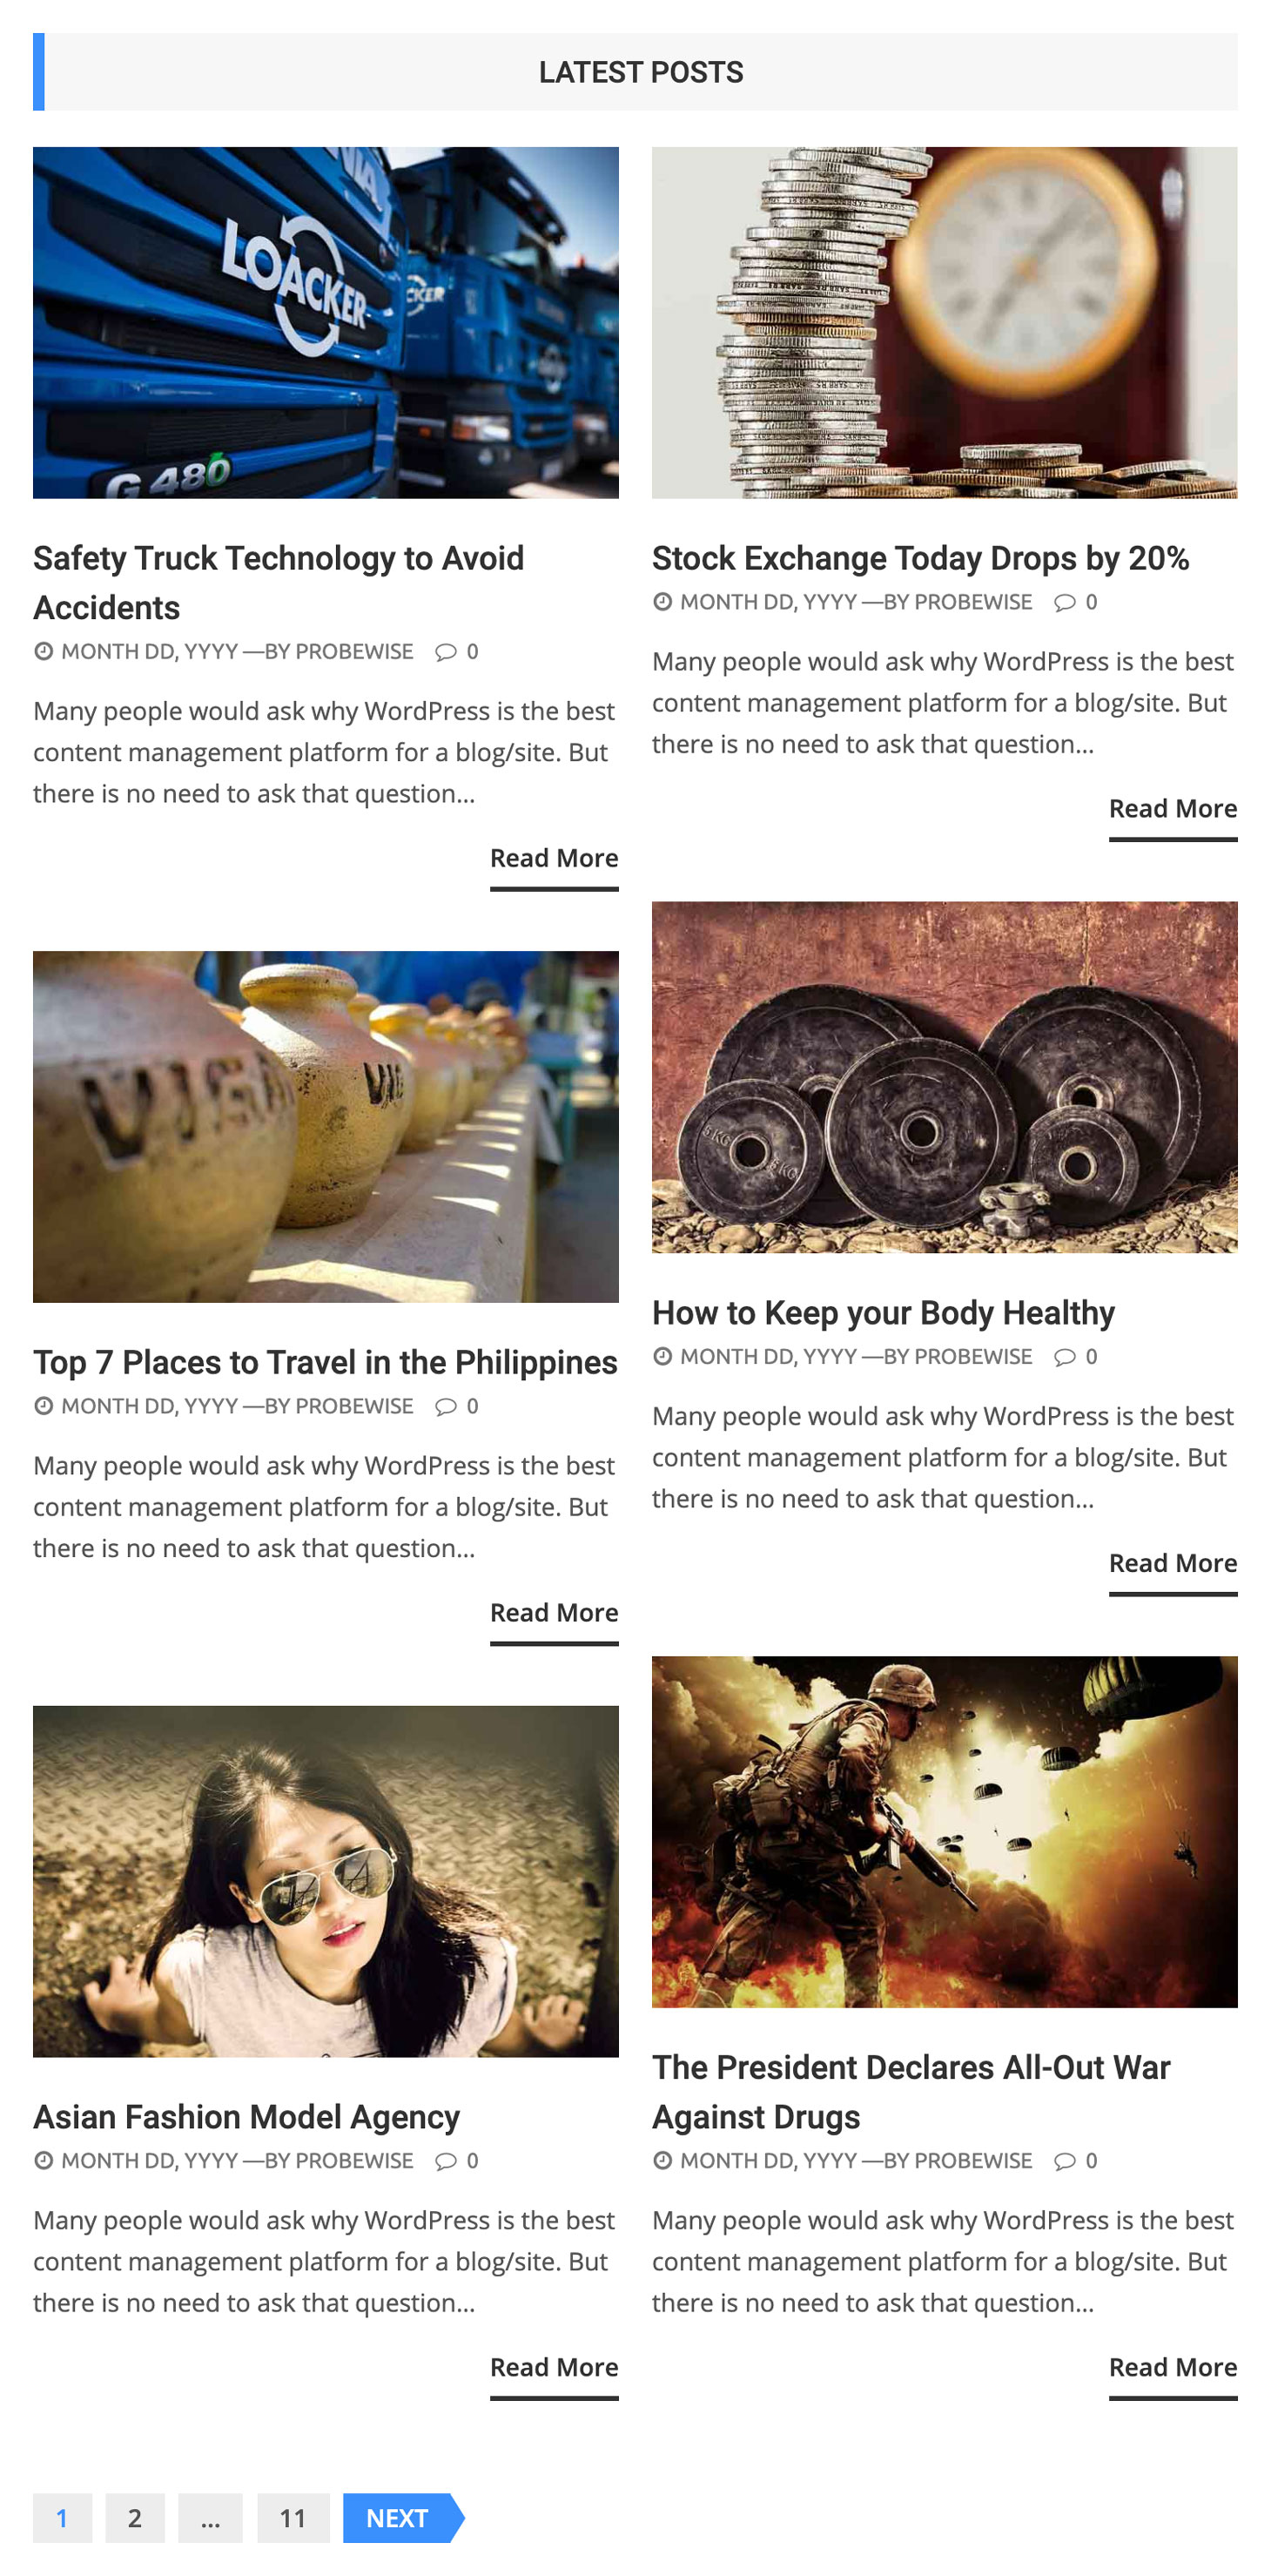 LATEST POSTS
LOACKER
G 480
Safety Truck Technology to Avoid
Accidents
MONTH DD, YYYY —BY PROBEWISE 0
Many people would ask why WordPress is the best
content management platform for a blog/site. But
there is no need to ask that question...
Read More
Stock Exchange Today Drops by 20%
MONTH DD, YYYY —BY PROBEWISE 0
Many people would ask why WordPress is the best
content management platform for a blog/site. But
there is no need to ask that question...
Read More
Top 7 Places to Travel in the Philippines
MONTH DD, YYYY —BY PROBEWISE 0
Many people would ask why WordPress is the best
content management platform for a blog/site. But
there is no need to ask that question...
Read More
5 KG
5 KG
How to Keep your Body Healthy
MONTH DD, YYYY —BY PROBEWISE 0
Many people would ask why WordPress is the best
content management platform for a blog/site. But
there is no need to ask that question...
Read More
Asian Fashion Model Agency
MONTH DD, YYYY —BY PROBEWISE 0
Many people would ask why WordPress is the best
content management platform for a blog/site. But
there is no need to ask that question...
Read More
The President Declares All-Out War
Against Drugs
MONTH DD, YYYY —BY PROBEWISE 0
Many people would ask why WordPress is the best
content management platform for a blog/site. But
there is no need to ask that question...
Read More
1 2 ... 11 NEXT